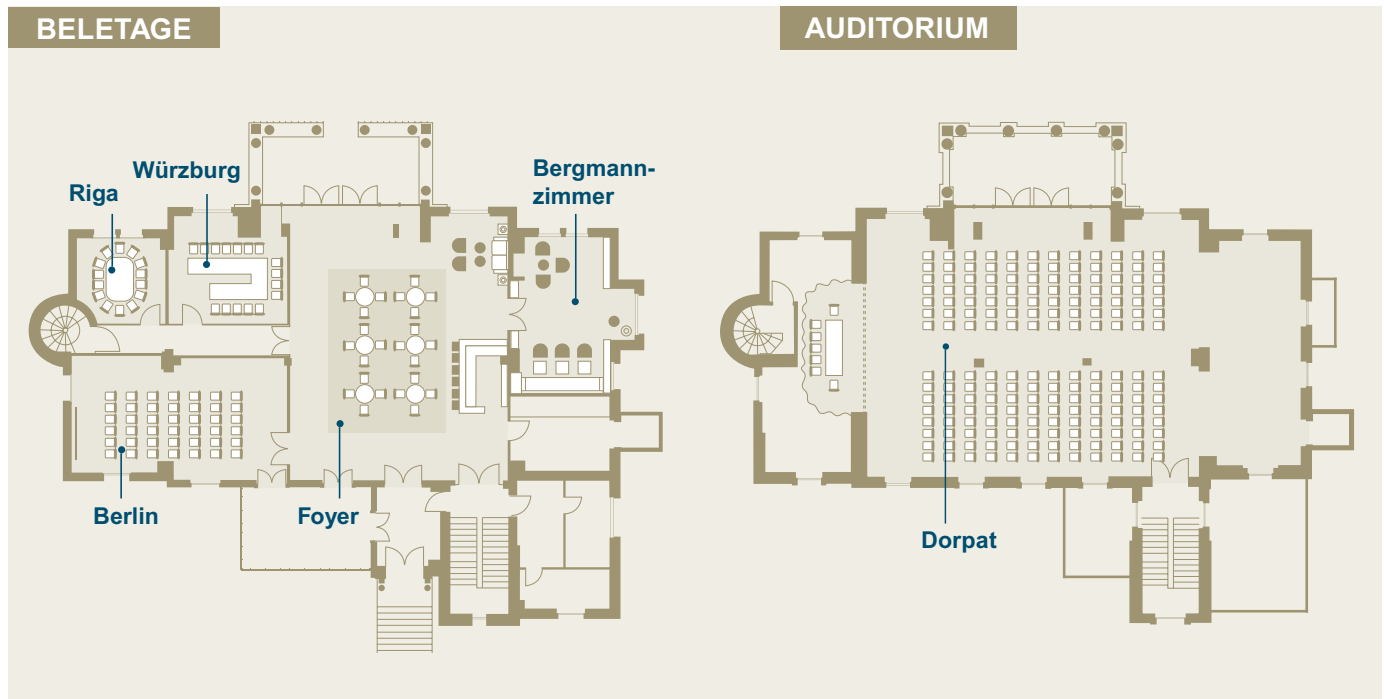 BELETAGE
AUDITORIUM
Würzburg
Riga
Bergmann-
zimmer
Berlin
Foyer
Dorpat